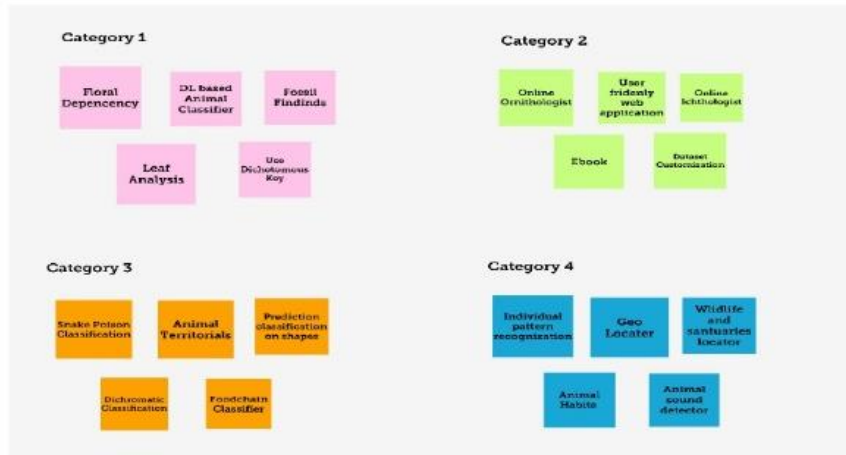 Category 1
Floral
Depencency
DL based
Animal
Classifier
Fossil
Findinds
Leaf
Analysis
Use
Dichotomous
Key
Category 2
Online
Ornithologist
User
fridenly
web
application
Online
Ichthologist
Ebook
Dataset
Customization
Category 3
Snake Poison
Classification
Animal
Territorials
Prediction
classification
on shapes
Dichromatic
Classification
Foodchain
Classifier
Category 4
Individual
pattern
recognization
Geo
Locater
Wlidlife
and
santuaries
locator
Animal
Habits
Animal
sound
detector